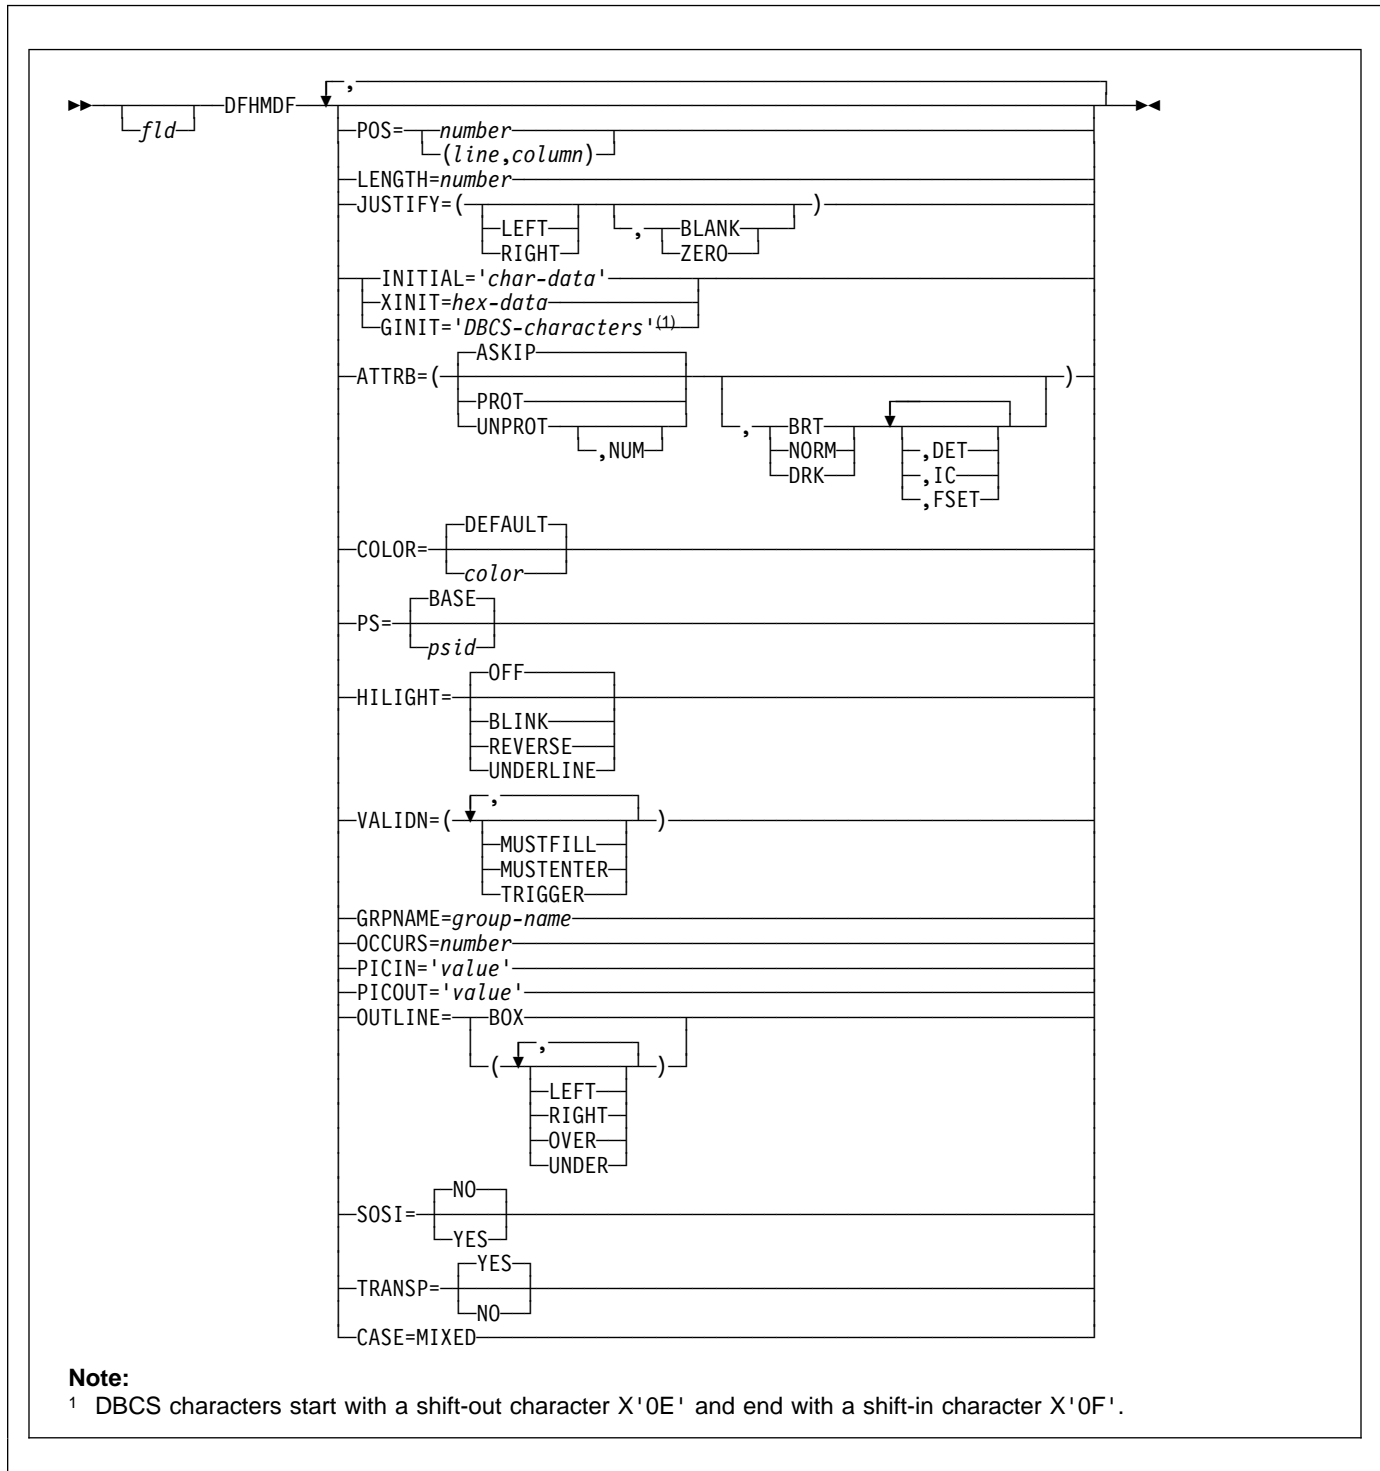 ,
fld DFHMDF
POS= number
(line,column)
LENGTH=number
JUSTIFY=( )
LEFT , BLANK
RIGHT ZERO
INITIAL='char-data'
XINIT=hex-data
GINIT='DBCS-characters'(1)
ASKIP
ATTRB=( )
PROT
UNPROT , BRT
,NUM NORM ,DET
DRK ,IC
,FSET
DEFAULT
COLOR=
color
BASE
PS=
psid
OFF
HILIGHT=
BLINK
REVERSE
UNDERLINE
,
VALIDN=( )
MUSTFILL
MUSTENTER
TRIGGER
GRPNAME=group-name
OCCURS=number
PICIN='value'
PICOUT='value'
OUTLINE= BOX
,
( )
LEFT
RIGHT
OVER
UNDER
NO
SOSI=
YES
YES
TRANSP=
NO
CASE=MIXED
Note:
1 DBCS characters start with a shift-out character X'0E' and end with a shift-in character X'0F'.